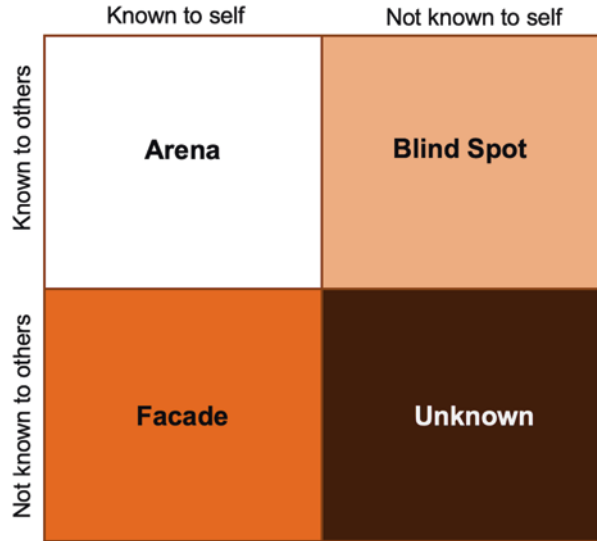 Known to self
Not known to self
Known to others
Arena
Blind Spot
Not known to others
Facade
Unknown